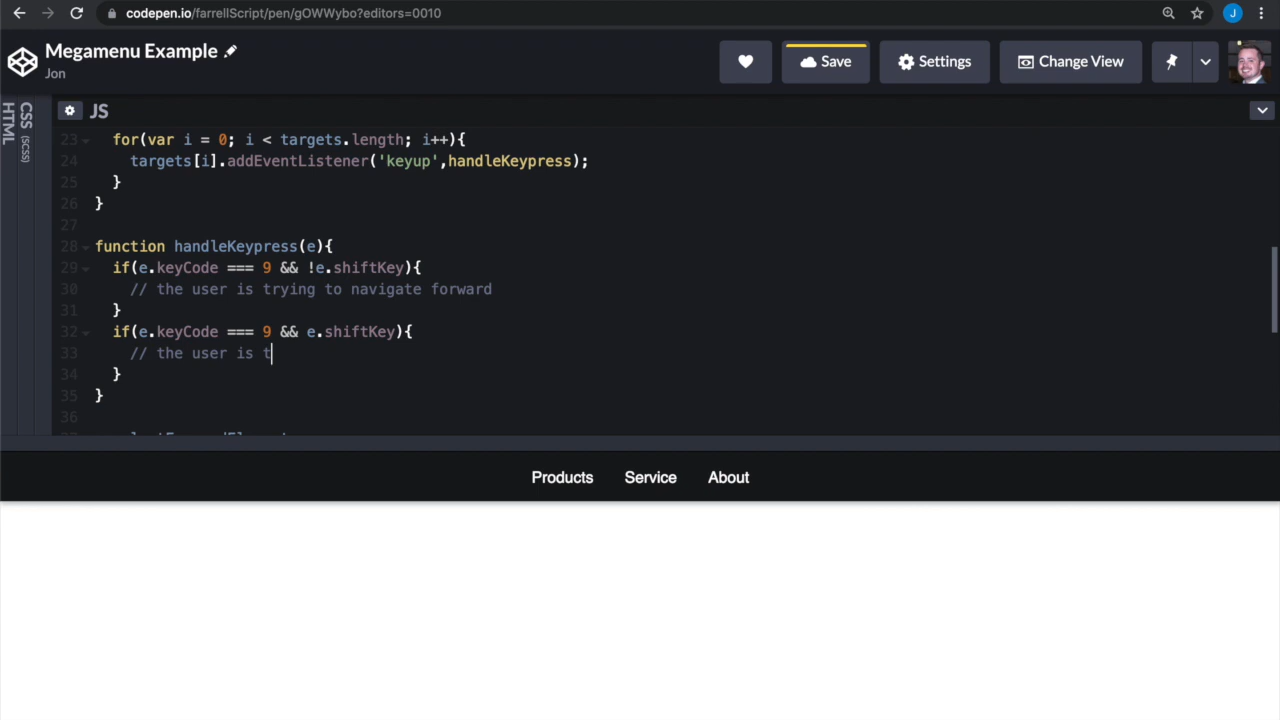 codepen.io/farrellScript/pen/gOWWybo?editors=0010
J
Megamenu Example
Jon
Save
Settings
Change View
HTML
CSS (SCSS)
JS
23 for(var i = 0; i < targets.length; i++){
24 targets[i].addEventListener('keyup',handleKeypress);
25 }
26 }
27
28 function handleKeypress(e){
29 if(e.keyCode === 9 && !e.shiftKey){
30 // the user is trying to navigate forward
31 }
32 if(e.keyCode === 9 && e.shiftKey){
33 // the user is t
34 }
35 }
36
Products Service About